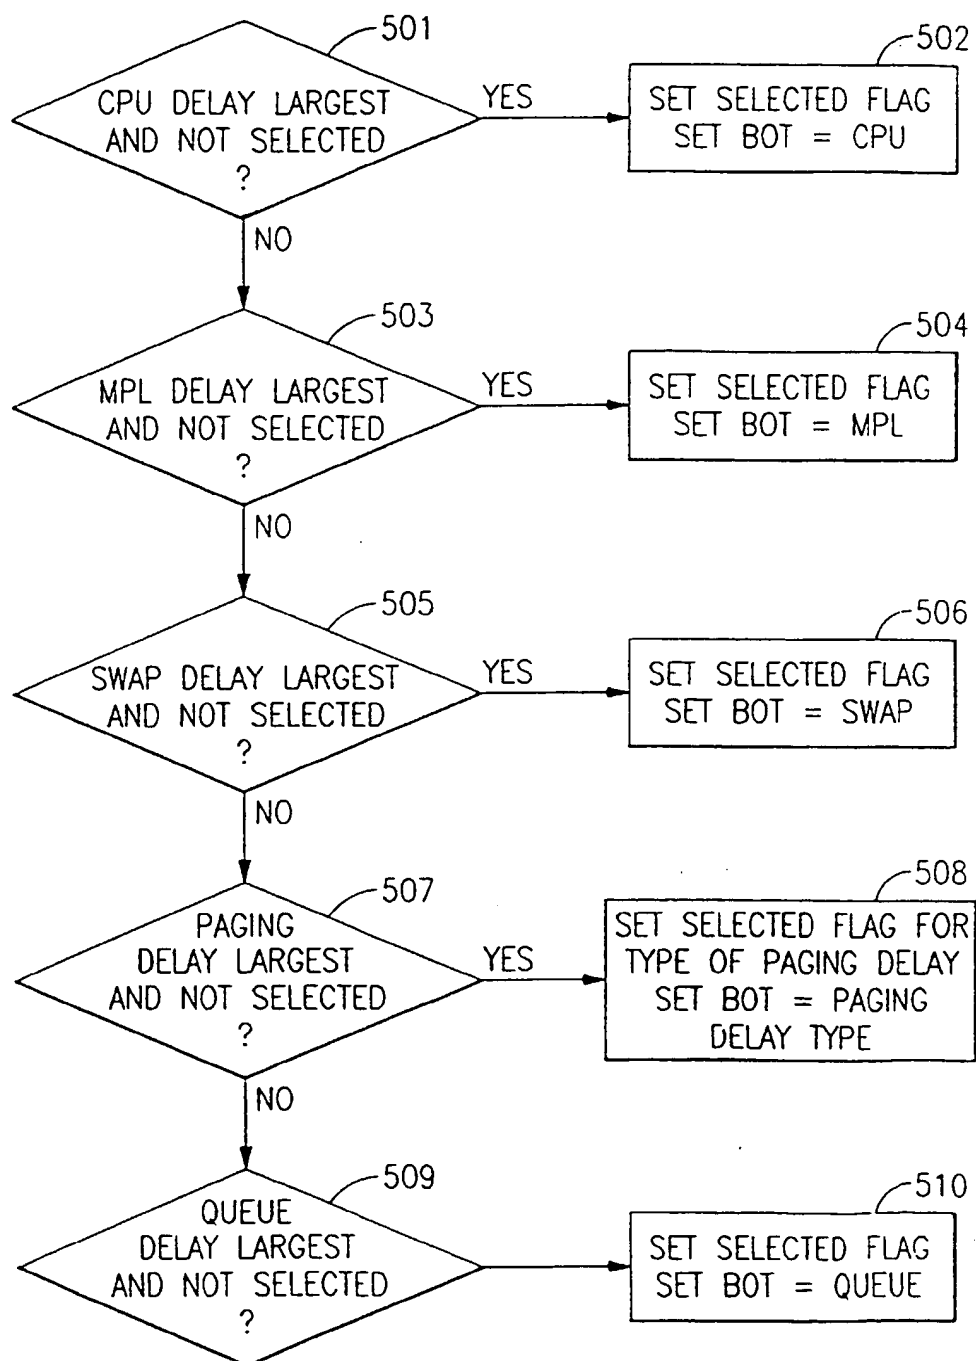 501
CPU DELAY LARGEST
AND NOT SELECTED
?
YES
502
SET SELECTED FLAG
SET BOT = CPU
NO
503
MPL DELAY LARGEST
AND NOT SELECTED
?
YES
504
SET SELECTED FLAG
SET BOT = MPL
NO
505
SWAP DELAY LARGEST
AND NOT SELECTED
?
YES
506
SET SELECTED FLAG
SET BOT = SWAP
NO
507
PAGING
DELAY LARGEST
AND NOT SELECTED
?
YES
508
SET SELECTED FLAG FOR
TYPE OF PAGING DELAY
SET BOT = PAGING
DELAY TYPE
NO
509
QUEUE
DELAY LARGEST
AND NOT SELECTED
?
510
SET SELECTED FLAG
SET BOT = QUEUE